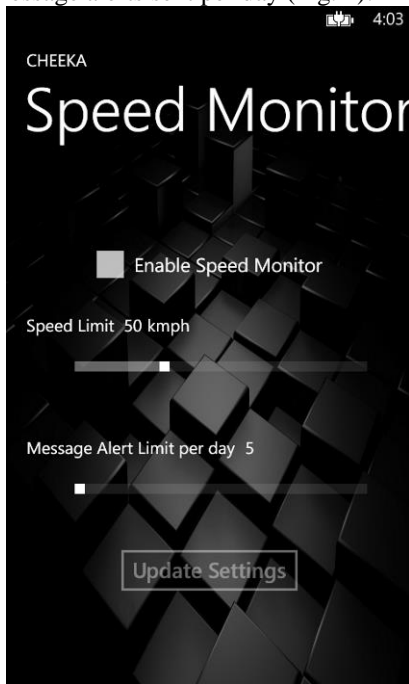 4:03
CHEEKA
Speed Monitor
Enable Speed Monitor
Speed Limit 50 kmph
Message Alert Limit per day 5
Update Settings